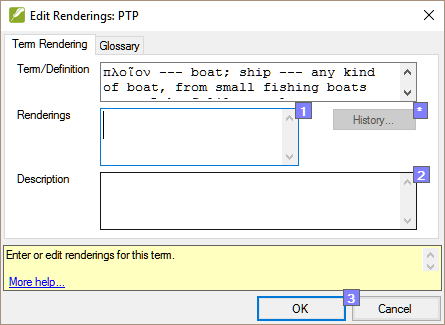 Edit Renderings: PTP
Term Rendering Glossary
Term/Definition
πλοῖον --- boat; ship --- any kind
of boat, from small fishing boats
Renderings
1
History...
*
Description
2
Enter or edit renderings for this term.
More help...
3
OK
Cancel